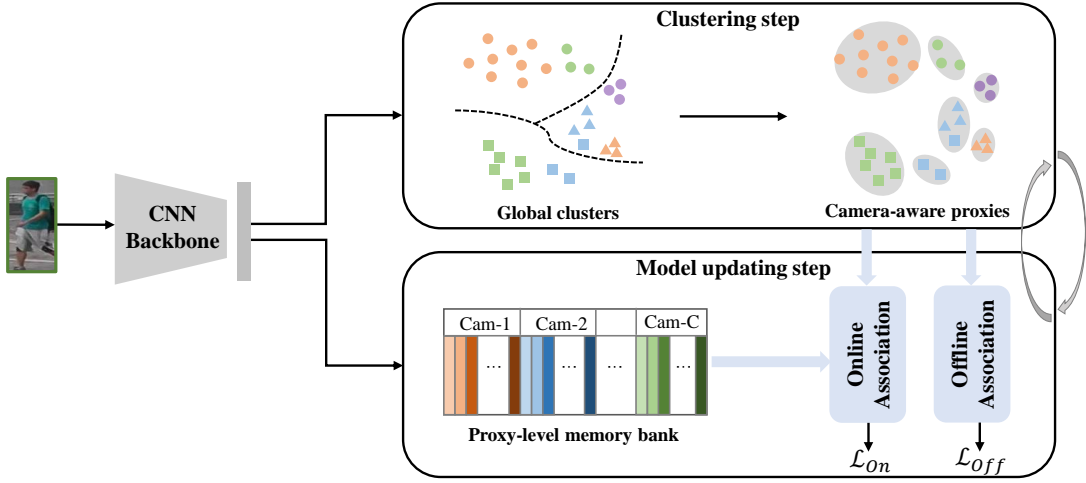 Clustering step
Global clusters
Camera-aware proxies
CNN
Backbone
Model updating step
Cam-1 Cam-2 Cam-C
... ... ... ...
Proxy-level memory bank
Online
Association
Offline
Association
ℒ_On
ℒ_Off